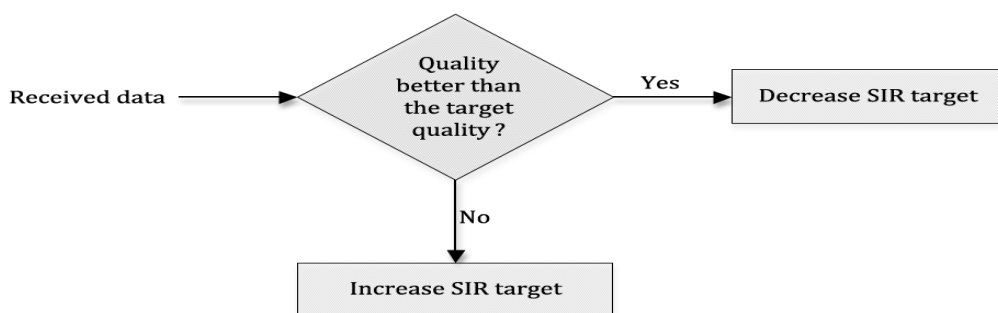 Received data
Quality
better than
the target
quality ?
Yes
Decrease SIR target
No
Increase SIR target